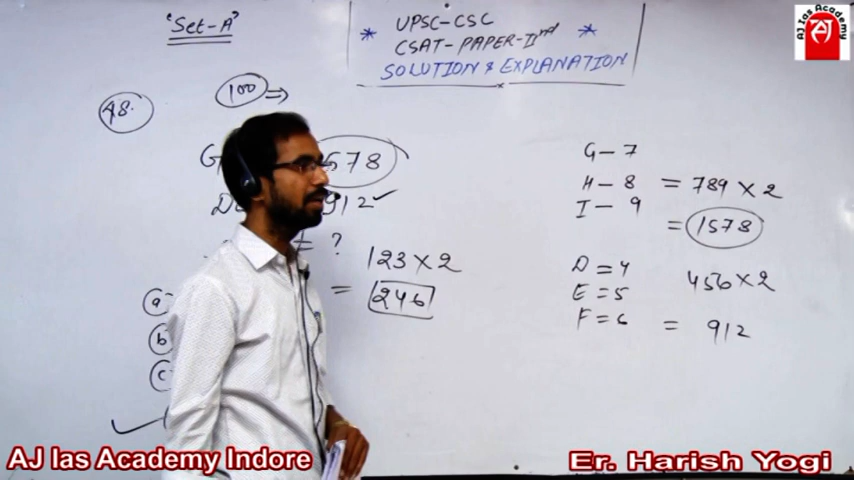 "Set-A"
* UPSC-CSC *
CSAT-PAPER-IInd
SOLUTION & EXPLANATION
AJ Ias Academy
AJ
48.
100 ⇒
G 578
D 912 ✓
= ?
123 × 2
= 246
(a)
(b)
(c)
G - 7
H - 8 = 789 × 2
I - 9
= 1578
D = 4
E = 5 456 × 2
F = 6 = 912
AJ Ias Academy Indore
Er. Harish Yogi